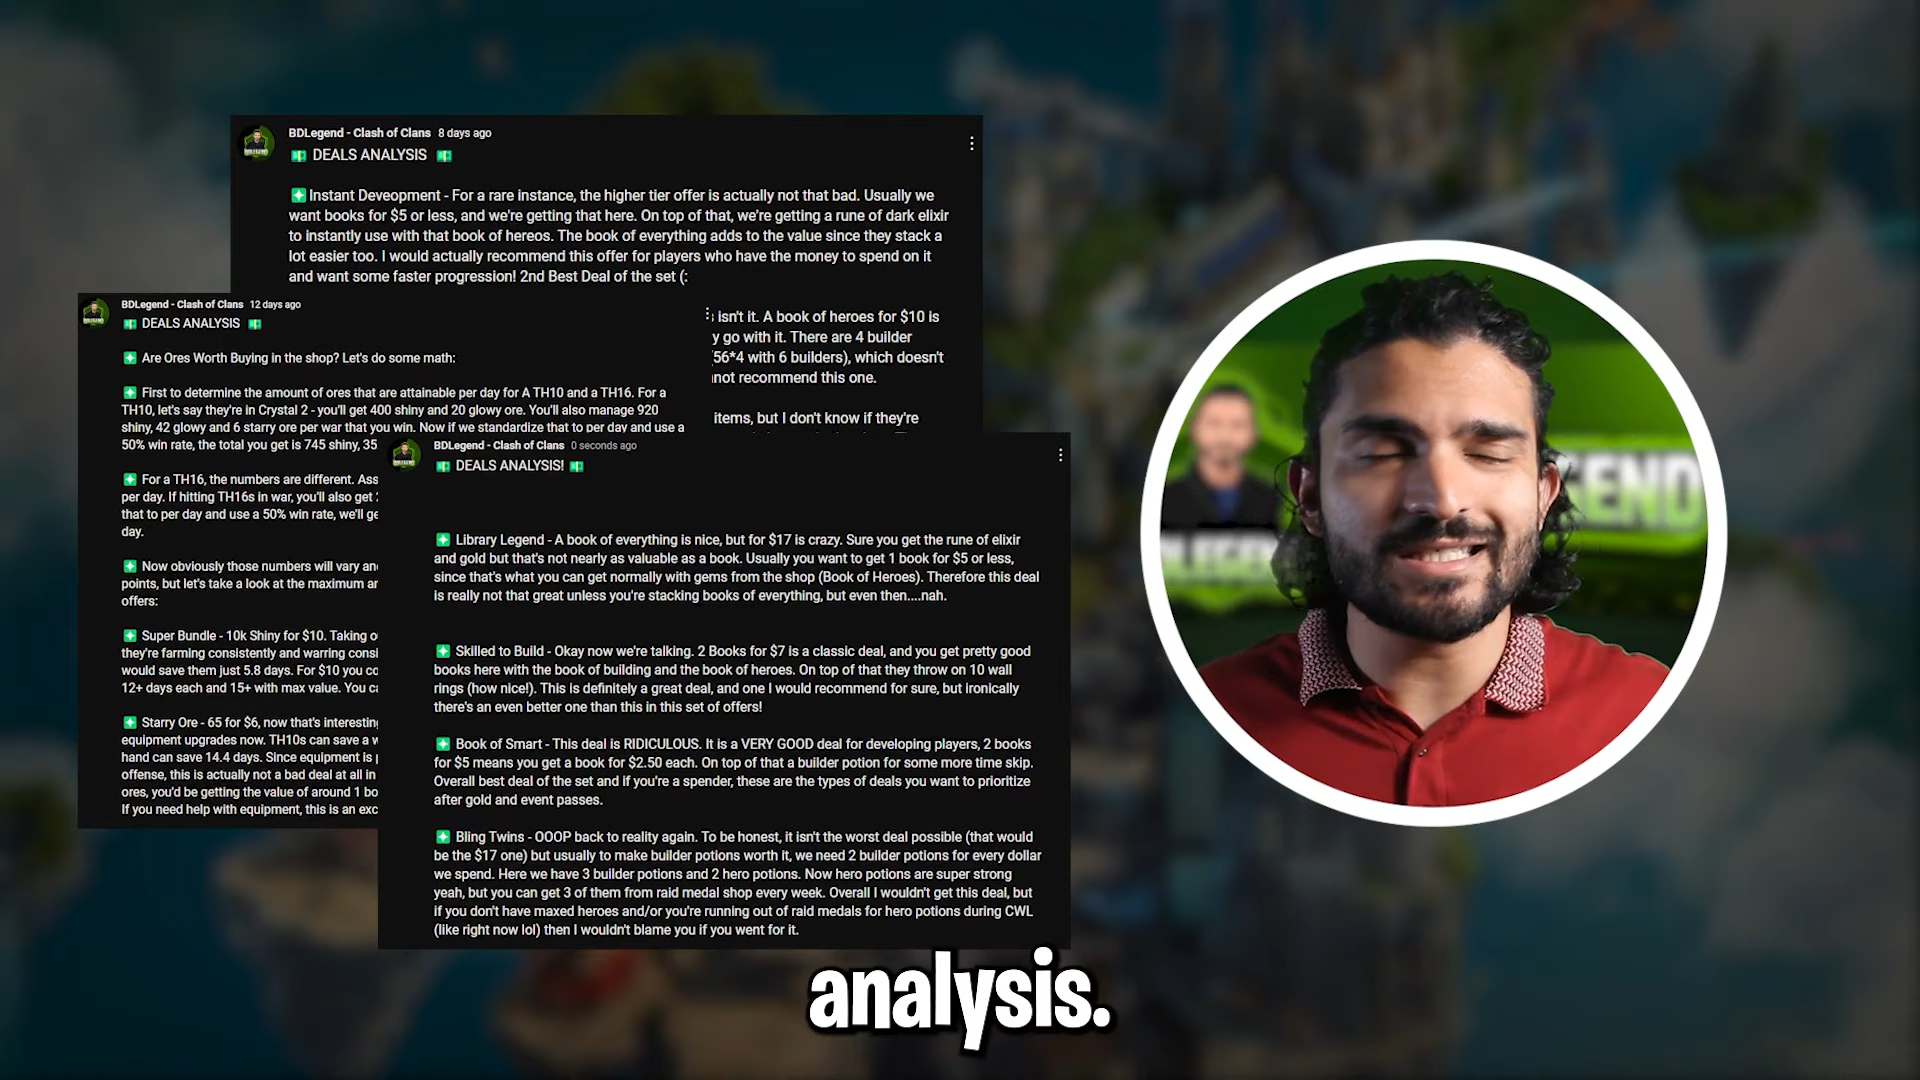 BDLegend - Clash of Clans 8 days ago
DEALS ANALYSIS
Instant Deveopment - For a rare instance, the higher tier offer is actually not that bad. Usually we
want books for $5 or less, and we're getting that here. On top of that, we're getting a rune of dark elixir
to instantly use with that book of hereos. The book of everything adds to the value since they stack a
lot easier too. I would actually recommend this offer for players who have the money to spend on it
and want some faster progression! 2nd Best Deal of the set (:
isn't it. A book of heroes for $10 is
y go with it. There are 4 builder
56*4 with 6 builders), which doesn't
not recommend this one.
items, but I don't know if they're
BDLegend - Clash of Clans 12 days ago
DEALS ANALYSIS
Are Ores Worth Buying in the shop? Let's do some math:
First to determine the amount of ores that are attainable per day for A TH10 and a TH16. For a
TH10, let's say they're in Crystal 2 - you'll get 400 shiny and 20 glowy ore. You'll also manage 920
shiny, 42 glowy and 6 starry ore per war that you win. Now if we standardize that to per day and use a
50% win rate, the total you get is 745 shiny, 35
For a TH16, the numbers are different. Ass
per day. If hitting TH16s in war, you'll also get
that to per day and use a 50% win rate, we'll ge
day.
Now obviously those numbers will vary and
points, but let's take a look at the maximum an
offers:
Super Bundle - 10k Shiny for $10. Taking o
they're farming consistently and warring consi
would save them just 5.8 days. For $10 you co
12+ days each and 15+ with max value. You ca
Starry Ore - 65 for $6, now that's interesting
equipment upgrades now. TH10s can save a w
hand can save 14.4 days. Since equipment is p
offense, this is actually not a bad deal at all in
ores, you'd be getting the value of around 1 bo
If you need help with equipment, this is an exc
BDLegend - Clash of Clans 0 seconds ago
DEALS ANALYSIS!
Library Legend - A book of everything is nice, but for $17 is crazy. Sure you get the rune of elixir
and gold but that's not nearly as valuable as a book. Usually you want to get 1 book for $5 or less,
since that's what you can get normally with gems from the shop (Book of Heroes). Therefore this deal
is really not that great unless you're stacking books of everything, but even then....nah.
Skilled to Build - Okay now we're talking. 2 Books for $7 is a classic deal, and you get pretty good
books here with the book of building and the book of heroes. On top of that they throw on 10 wall
rings (how nice!). This is definitely a great deal, and one I would recommend for sure, but ironically
there's an even better one than this in this set of offers!
Book of Smart - This deal is RIDICULOUS. It is a VERY GOOD deal for developing players, 2 books
for $5 means you get a book for $2.50 each. On top of that a builder potion for some more time skip.
Overall best deal of the set and if you're a spender, these are the types of deals you want to prioritize
after gold and event passes.
Bling Twins - OOOP back to reality again. To be honest, it isn't the worst deal possible (that would
be the $17 one) but usually to make builder potions worth it, we need 2 builder potions for every dollar
we spend. Here we have 3 builder potions and 2 hero potions. Now hero potions are super strong
yeah, but you can get 3 of them from raid medal shop every week. Overall I wouldn't get this deal, but
if you don't have maxed heroes and/or you're running out of raid medals for hero potions during CWL
(like right now lol) then I wouldn't blame you if you went for it.
GEND
LEGE
analysis.